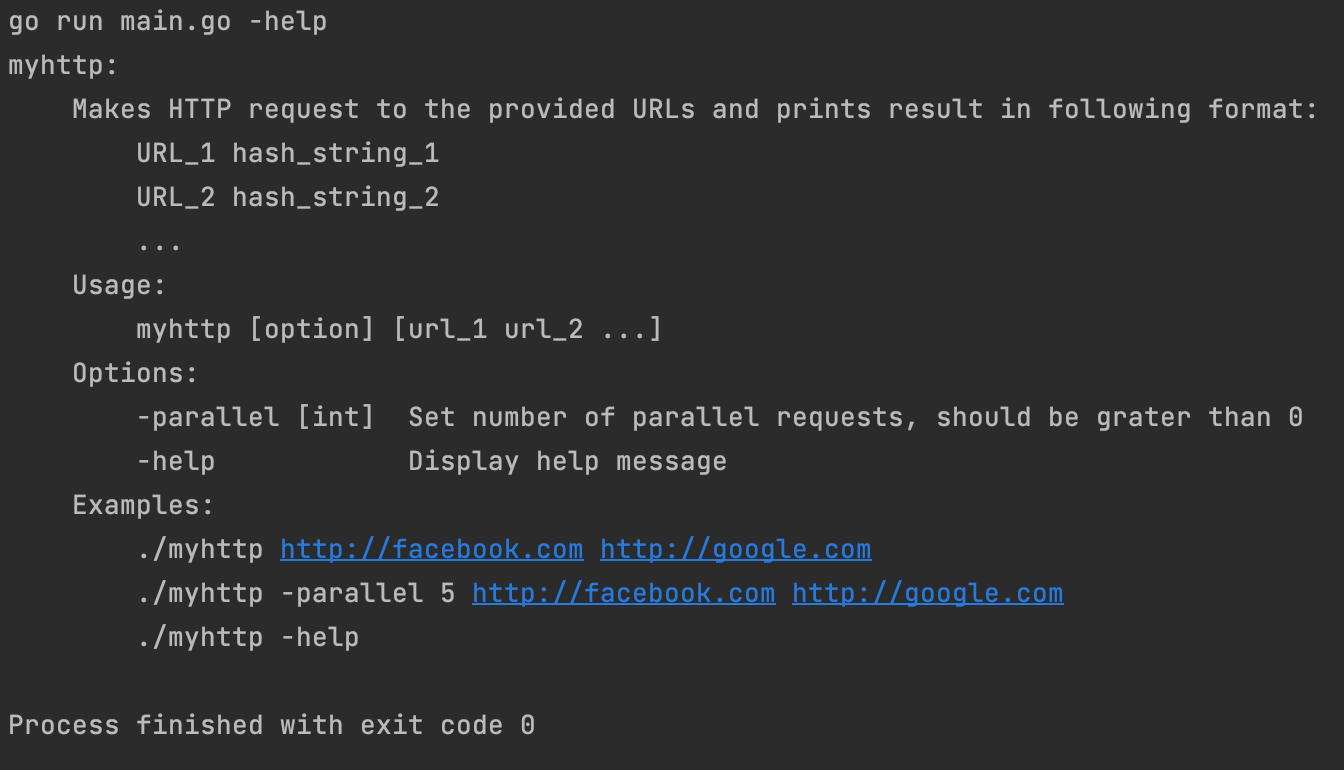 go run main.go -help
myhttp:
Makes HTTP request to the provided URLs and prints result in following format:
URL_1 hash_string_1
URL_2 hash_string_2
...
Usage:
myhttp [option] [url_1 url_2 ...]
Options:
-parallel [int]  Set number of parallel requests, should be grater than 0
-help            Display help message
Examples:
./myhttp http://facebook.com http://google.com
./myhttp -parallel 5 http://facebook.com http://google.com
./myhttp -help
Process finished with exit code 0